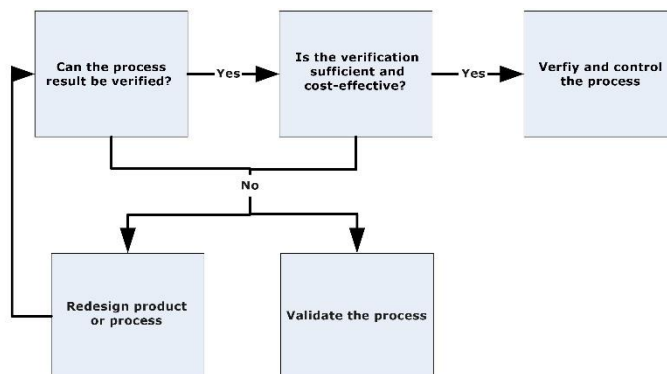 Can the process
result be verified?
Yes
Is the verification
sufficient and
cost-effective?
Yes
Verfiy and control
the process
No
Redesign product
or process
Validate the process